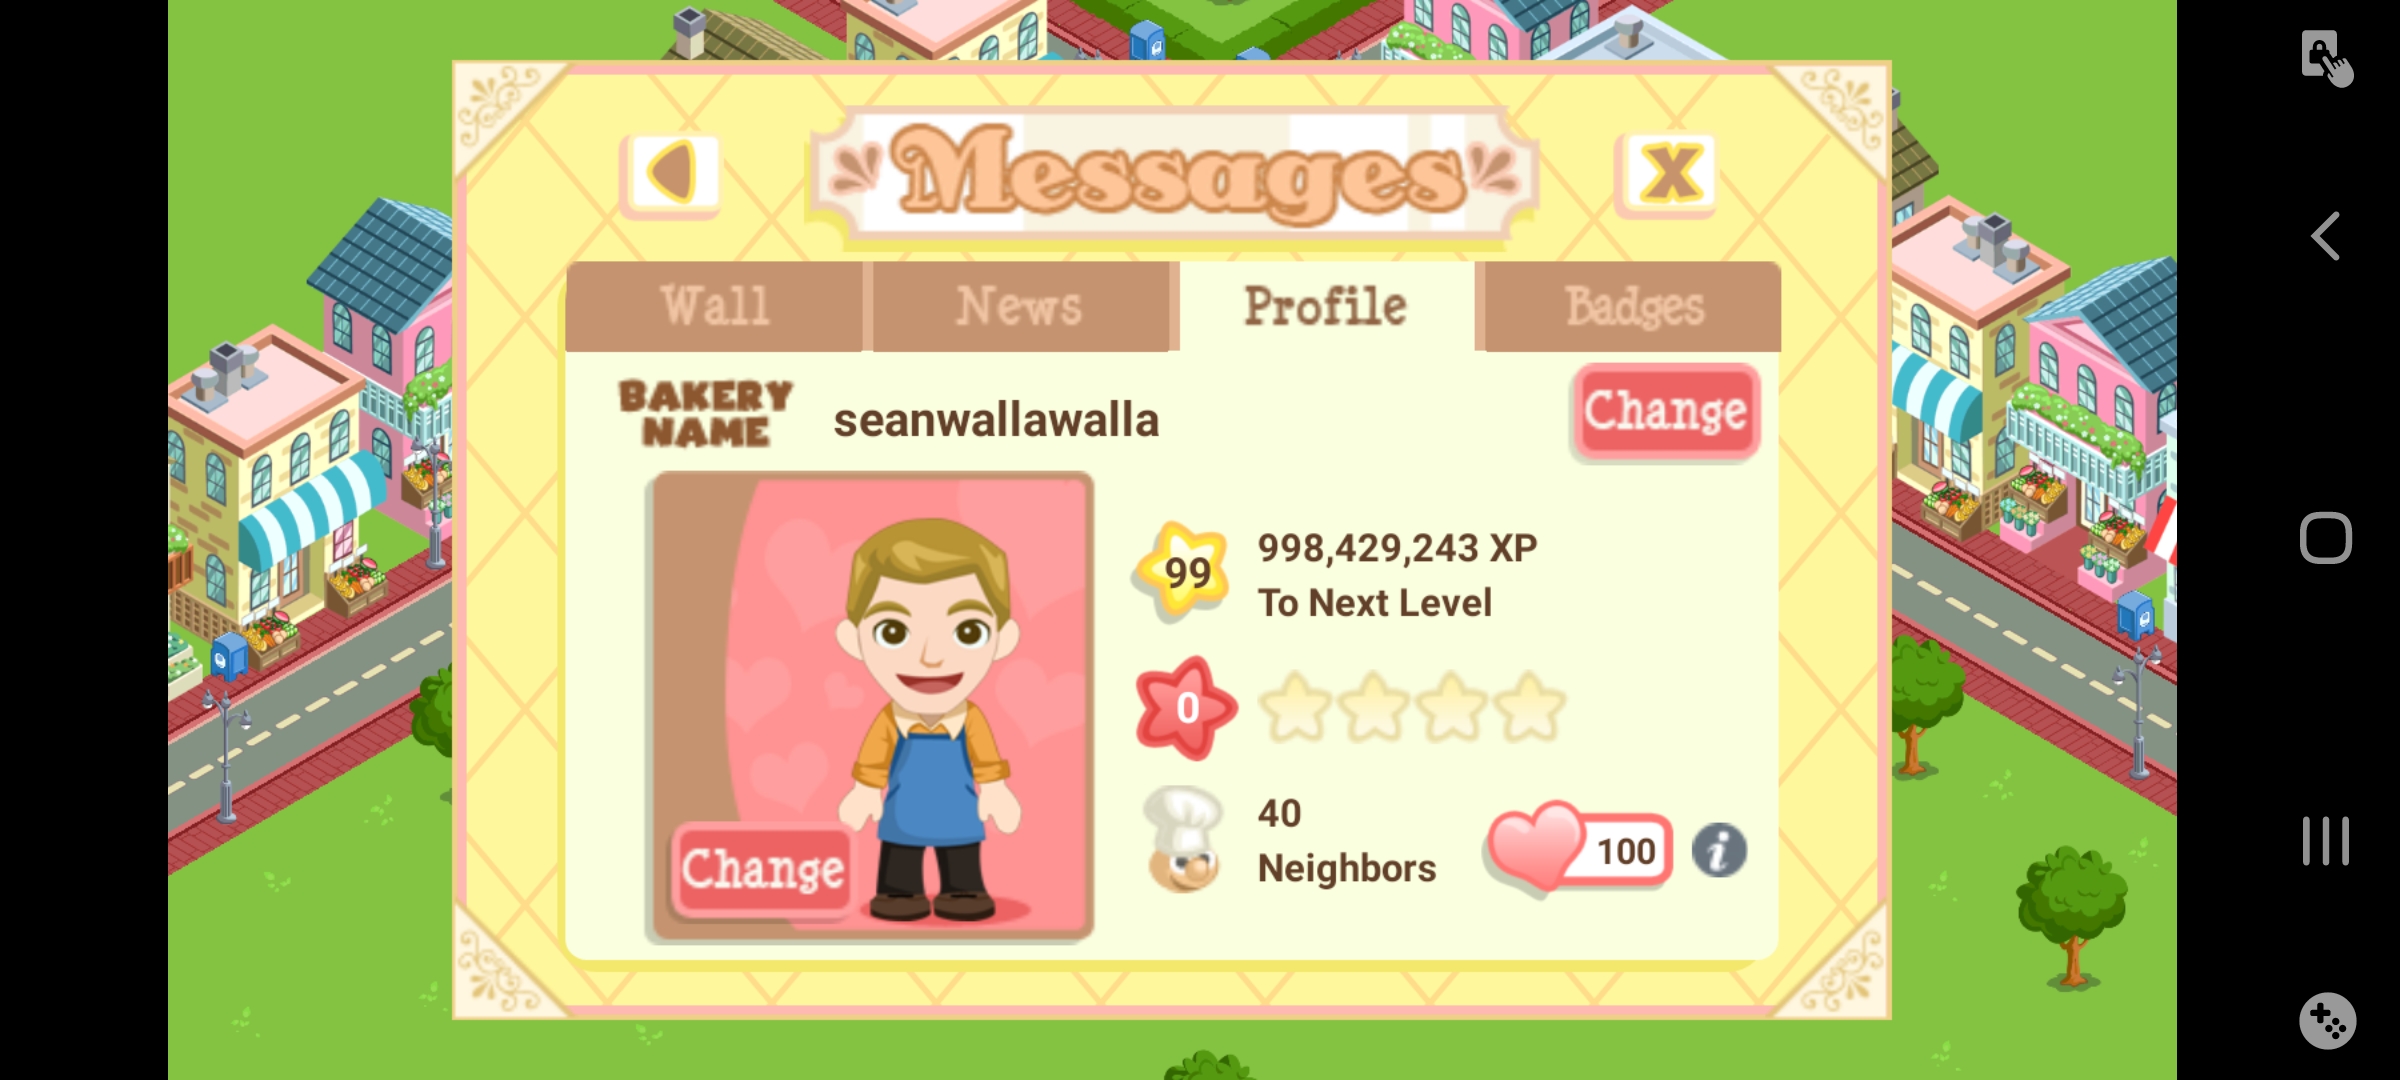 Messages
X
Wall
News
Profile
Badges
BAKERY
NAME
seanwallawalla
Change
99
998,429,243 XP
To Next Level
0
40
Neighbors
100
i
Change